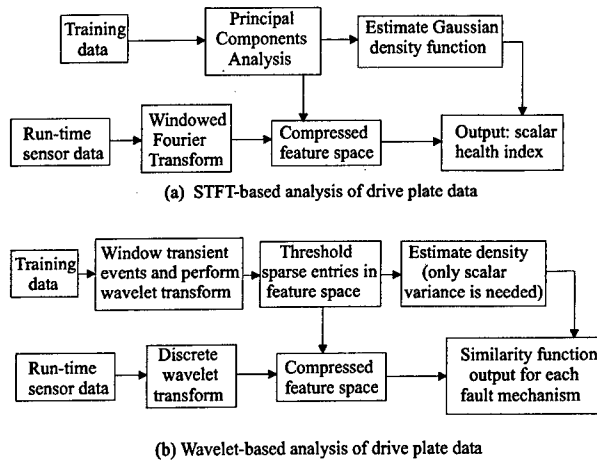 Training
data
Principal
Components
Analysis
Estimate Gaussian
density function
Run-time
sensor data
Windowed
Fourier
Transform
Compressed
feature space
Output: scalar
health index
(a) STFT-based analysis of drive plate data
Training
data
Window transient
events and perform
wavelet transform
Threshold
sparse entries in
feature space
Estimate density
(only scalar
variance is needed)
Run-time
sensor data
Discrete
wavelet
transform
Compressed
feature space
Similarity function
output for each
fault mechanism
(b) Wavelet-based analysis of drive plate data